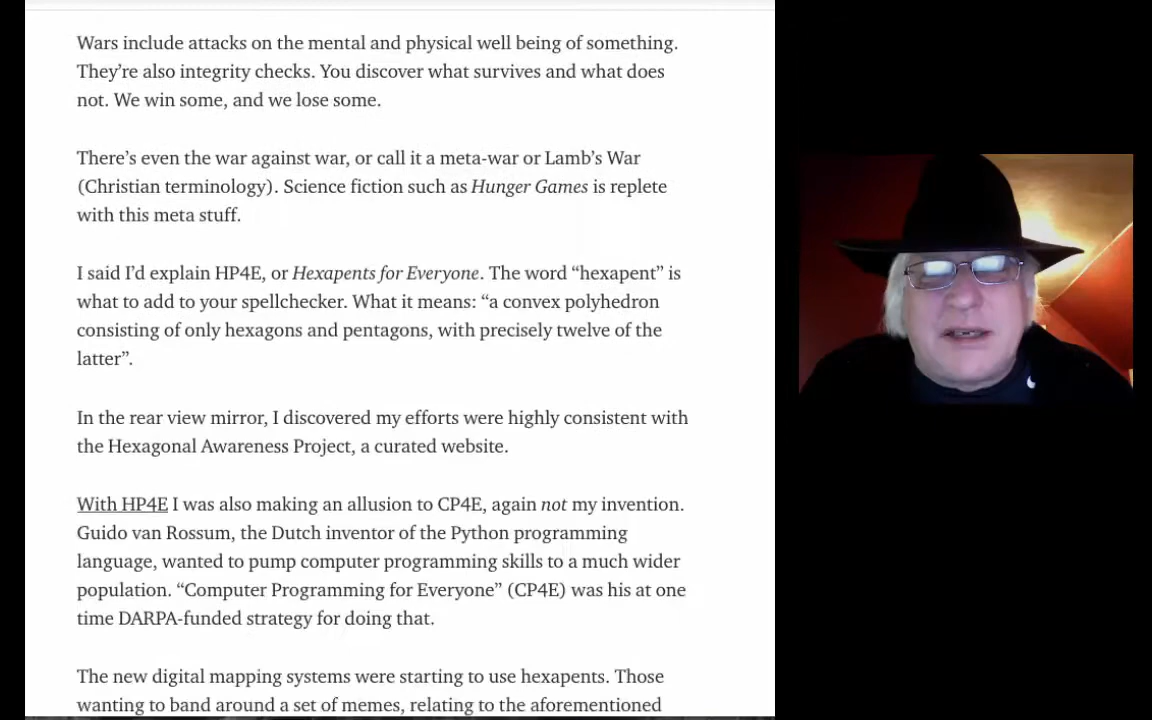 Wars include attacks on the mental and physical well being of something.
They’re also integrity checks. You discover what survives and what does
not. We win some, and we lose some.
There’s even the war against war, or call it a meta-war or Lamb’s War
(Christian terminology). Science fiction such as Hunger Games is replete
with this meta stuff.
I said I’d explain HP4E, or Hexapents for Everyone. The word “hexapent” is
what to add to your spellchecker. What it means: “a convex polyhedron
consisting of only hexagons and pentagons, with precisely twelve of the
latter”.
In the rear view mirror, I discovered my efforts were highly consistent with
the Hexagonal Awareness Project, a curated website.
With HP4E I was also making an allusion to CP4E, again not my invention.
Guido van Rossum, the Dutch inventor of the Python programming
language, wanted to pump computer programming skills to a much wider
population. “Computer Programming for Everyone” (CP4E) was his at one
time DARPA-funded strategy for doing that.
The new digital mapping systems were starting to use hexapents. Those
wanting to band around a set of memes, relating to the aforementioned